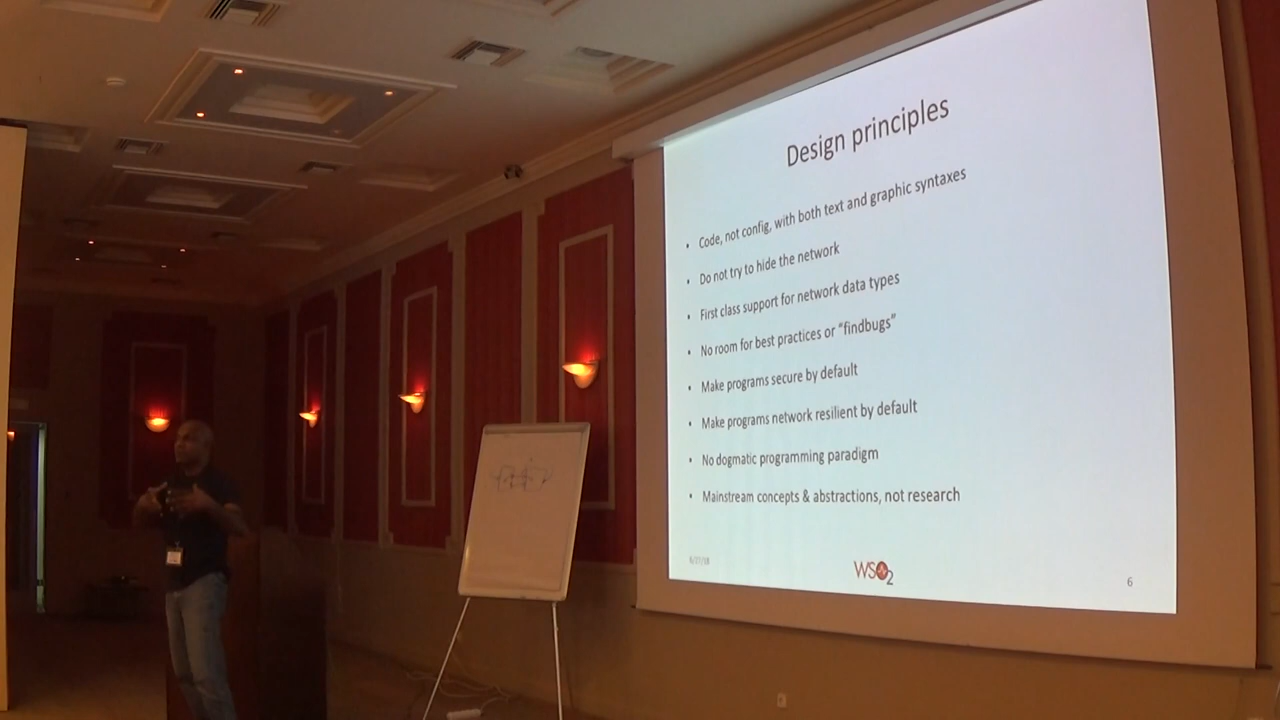 Design principles
• Code, not config, with both text and graphic syntaxes
• Do not try to hide the network
• First class support for network data types
• No room for best practices or “findbugs”
• Make programs secure by default
• Make programs network resilient by default
• No dogmatic programming paradigm
• Mainstream concepts & abstractions, not research
WSO2
6